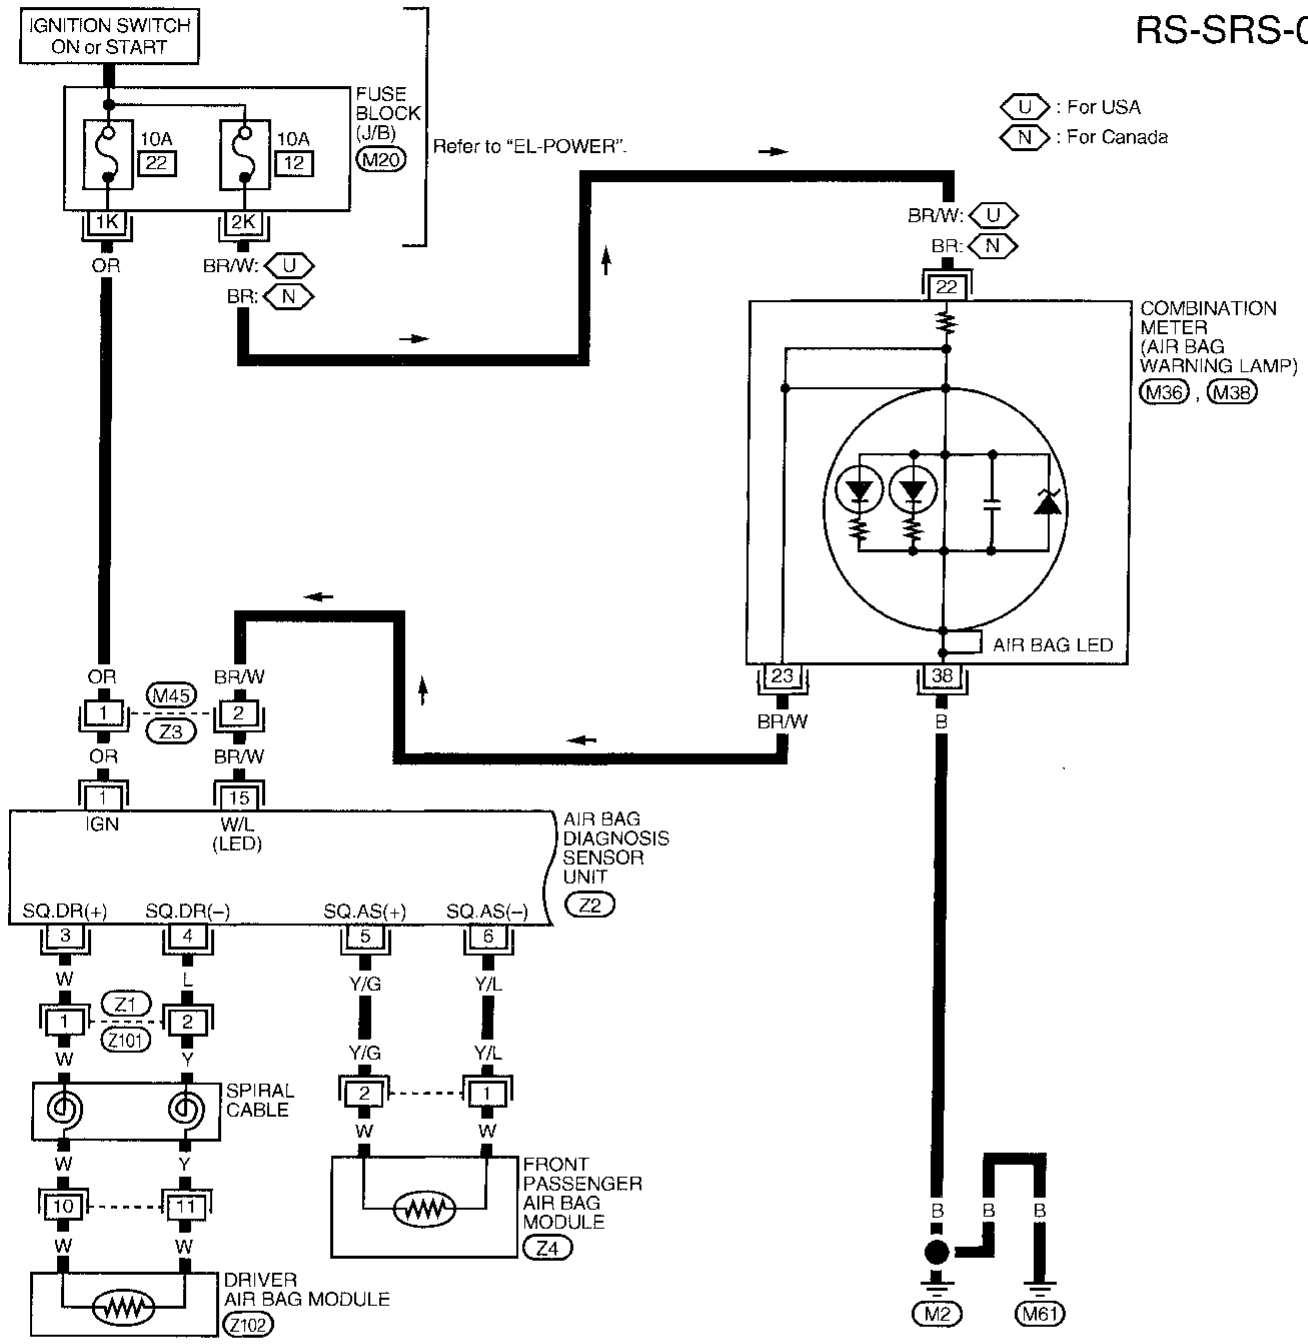 RS-SRS-0
IGNITION SWITCH
ON or START
FUSE
BLOCK
(J/B)
M20
10A
22
10A
12
Refer to "EL-POWER".
U : For USA
N : For Canada
1K
2K
OR
BR/W: U
BR: N
BR/W: U
BR: N
22
COMBINATION
METER
(AIR BAG
WARNING LAMP)
M36 , M38
AIR BAG LED
23
38
BR/W
B
OR
BR/W
1
M45
Z3
2
OR
BR/W
1
15
IGN
W/L
(LED)
AIR BAG
DIAGNOSIS
SENSOR
UNIT
Z2
SQ.DR(+)
SQ.DR(–)
SQ.AS(+)
SQ.AS(–)
3
4
5
6
W
L
Y/G
Y/L
1
Z1
Z101
2
W
Y
Y/G
Y/L
SPIRAL
CABLE
2
1
W
W
W
Y
FRONT
PASSENGER
AIR BAG
MODULE
Z4
10
11
W
W
DRIVER
AIR BAG MODULE
Z102
B
B
B
M2
M61